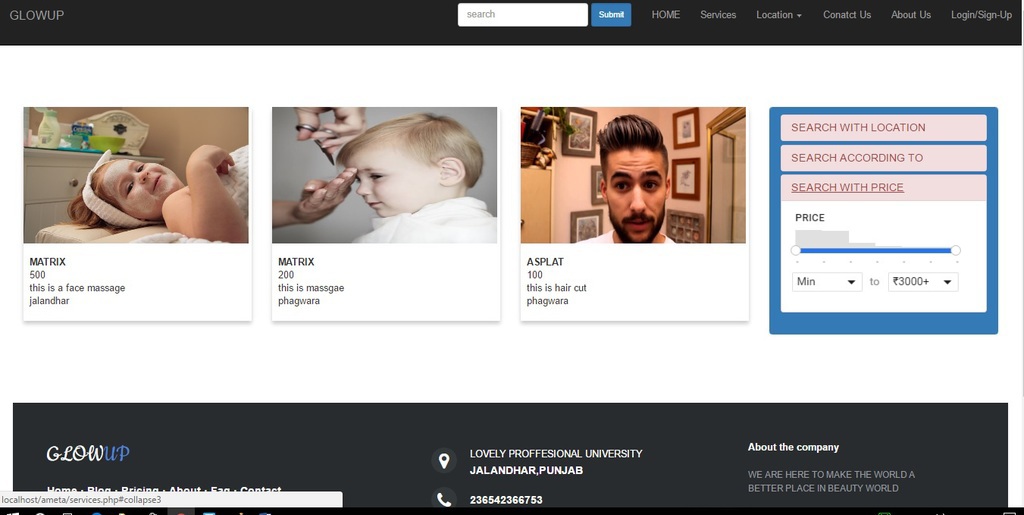 GLOWUP
search
Submit
HOME
Services
Location
Conatct Us
About Us
Login/Sign-Up
MATRIX
500
this is a face massage
jalandhar
MATRIX
200
this is massgae
phagwara
ASPLAT
100
this is hair cut
phagwara
SEARCH WITH LOCATION
SEARCH ACCORDING TO
SEARCH WITH PRICE
PRICE
Min to ₹3000+
GLOWUP
Home · Blog · Pricing · About · Faq · Contact
LOVELY PROFFESIONAL UNIVERSITY
JALANDHAR,PUNJAB
236542366753
About the company
WE ARE HERE TO MAKE THE WORLD A
BETTER PLACE IN BEAUTY WORLD
localhost/ameta/services.php#collapse3